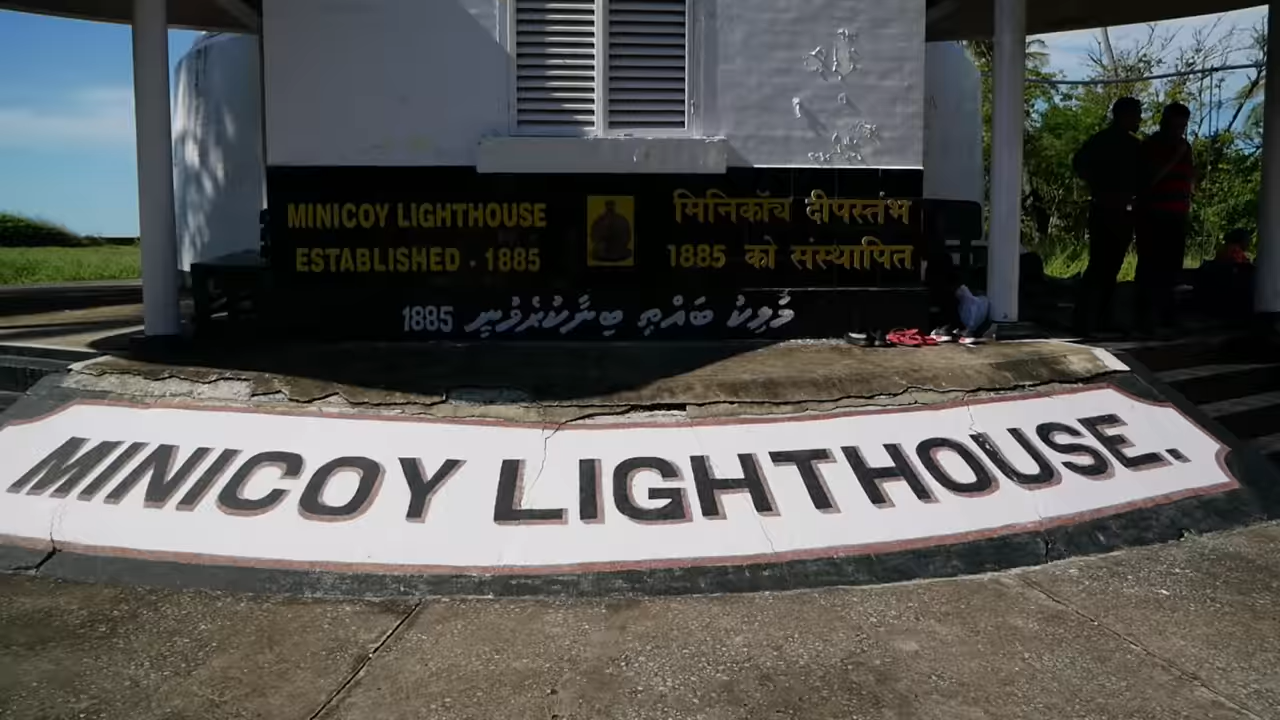 MINICOY LIGHTHOUSE
ESTABLISHED - 1885
मिनिकॉय दीपस्तंभ
1885 को संस्थापित
މަލިކު ބައްތި ބިނާކުރެވުނީ 1885
MINICOY LIGHTHOUSE.